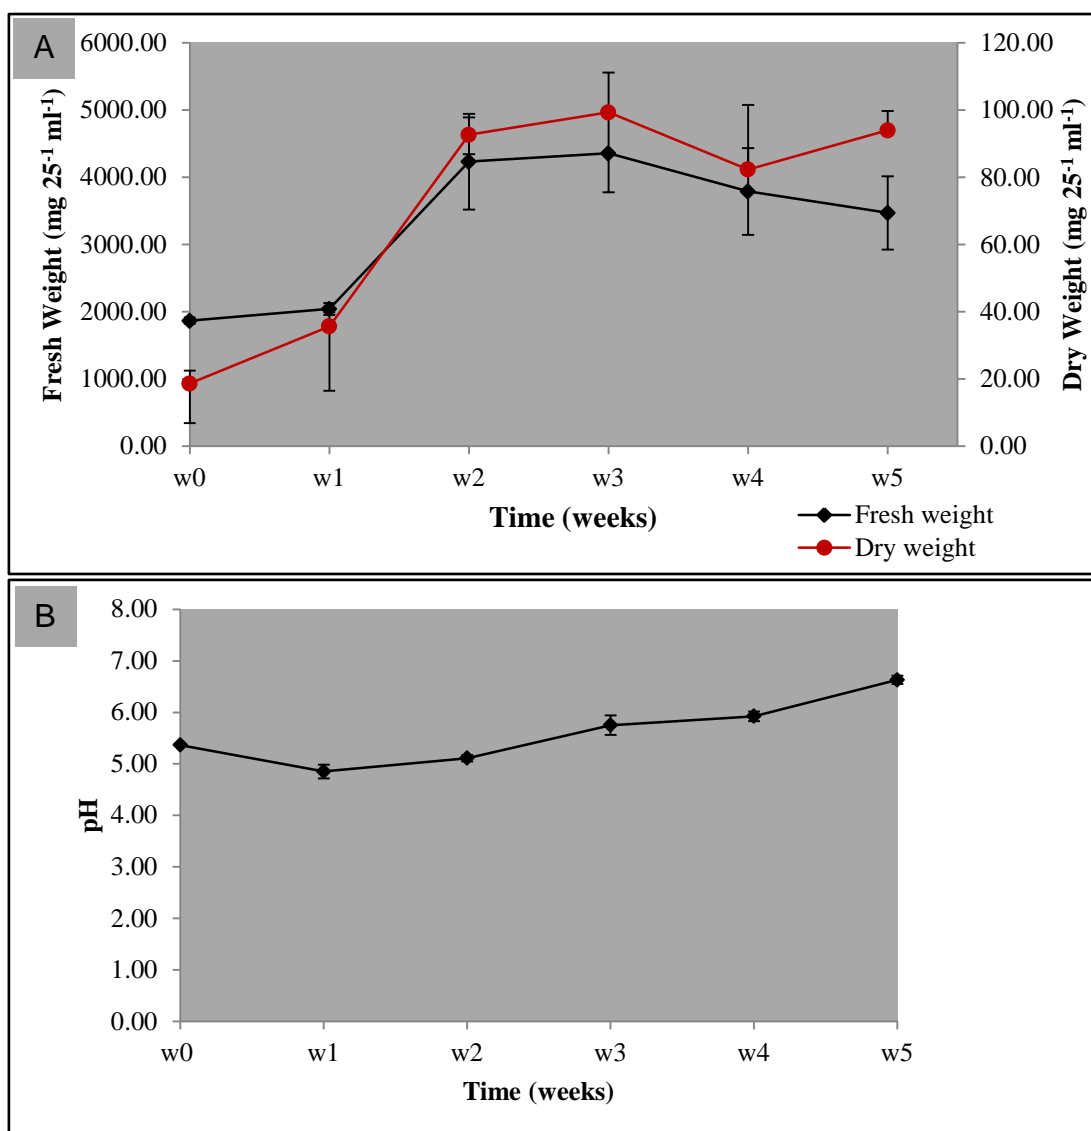 A
6000.00
5000.00
4000.00
3000.00
2000.00
1000.00
0.00
Fresh Weight (mg 25⁻¹ ml⁻¹)
120.00
100.00
80.00
60.00
40.00
20.00
0.00
Dry Weight (mg 25⁻¹ ml⁻¹)
w0 w1 w2 w3 w4 w5
Time (weeks)
Fresh weight
Dry weight
B
8.00
7.00
6.00
5.00
4.00
3.00
2.00
1.00
0.00
pH
w0 w1 w2 w3 w4 w5
Time (weeks)